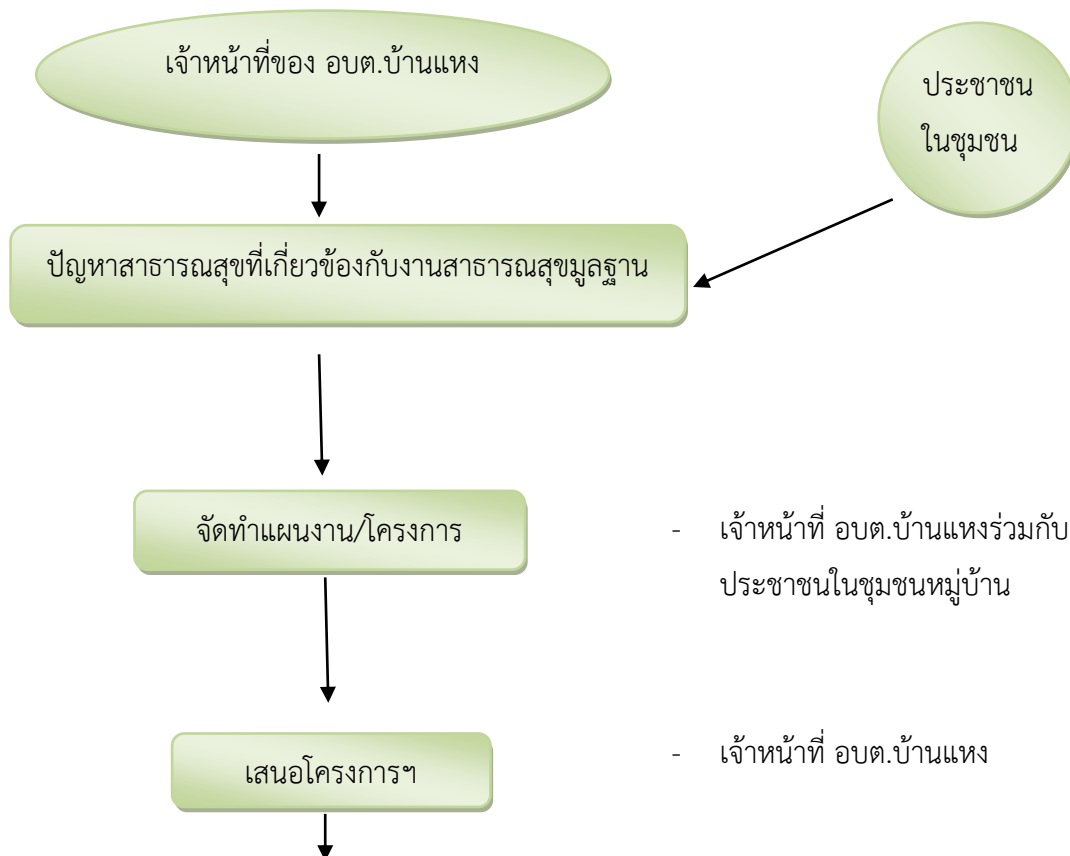 เจ้าหน้าที่ของ อบต.บ้านแหง
ประชาชน
ในชุมชน
ปัญหาสาธารณสุขที่เกี่ยวข้องกับงานสาธารณสุขมูลฐาน
จัดทำแผนงาน/โครงการ
- เจ้าหน้าที่ อบต.บ้านแหงร่วมกับ
ประชาชนในชุมชนหมู่บ้าน
เสนอโครงการฯ
- เจ้าหน้าที่ อบต.บ้านแหง